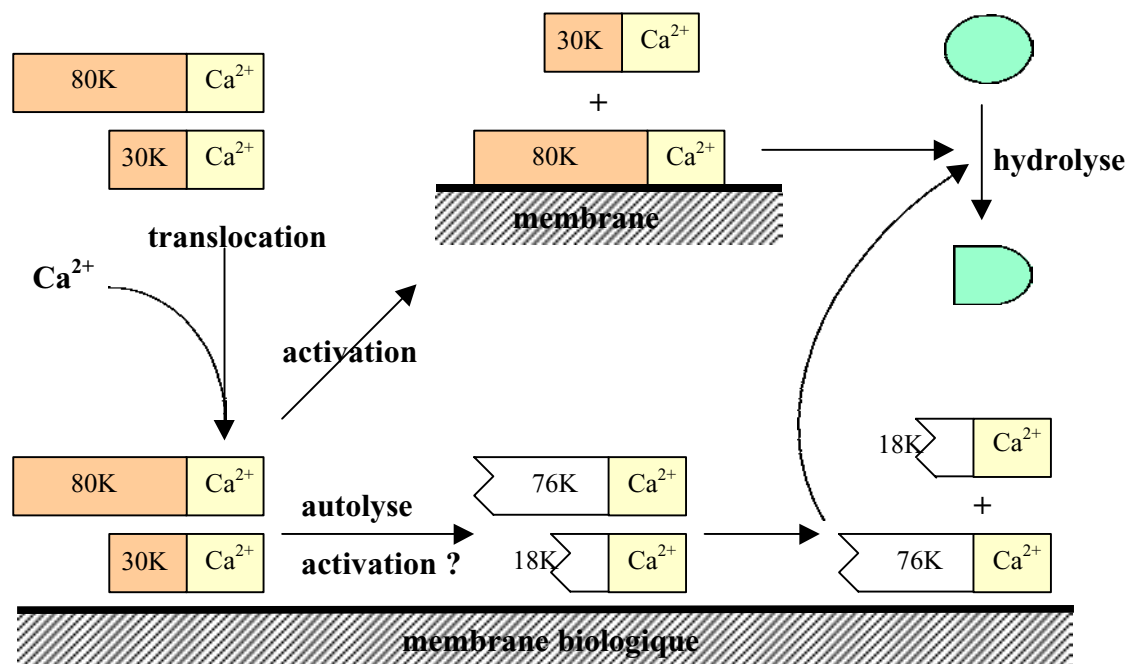 80K Ca²⁺
30K Ca²⁺
translocation
Ca²⁺
activation
30K Ca²⁺
+
80K Ca²⁺
membrane
hydrolyse
80K Ca²⁺
30K Ca²⁺
autolyse
activation ?
76K Ca²⁺
18K Ca²⁺
18K Ca²⁺
+
76K Ca²⁺
membrane biologique